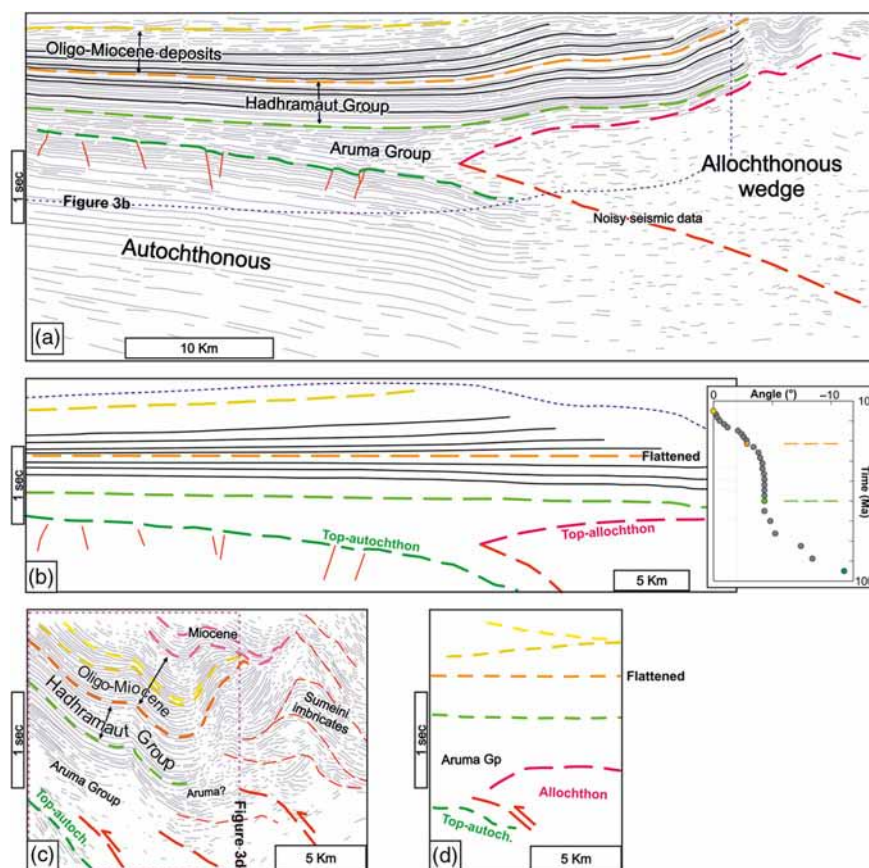 Oligo-Miocene deposits
Hadhramaut Group
Aruma Group
Allochthonous
wedge
1 sec
Figure 3b
Noisy seismic data
Autochthonous
(a)
10 Km
Angle (°)
0
-10
10
Flattened
1 sec
Time (Ma)
Top-autochthon
Top-allochthon
(b)
5 Km
100
Miocene
Oligo-Miocene
Hadhramaut Group
Sumeini
imbricates
Flattened
1 sec
1 sec
Aruma Group
Aruma?
Aruma Gp
Allochthon
Top-autoch.
Figure-3d
Top-autoch.
(c)
5 Km
(d)
5 Km